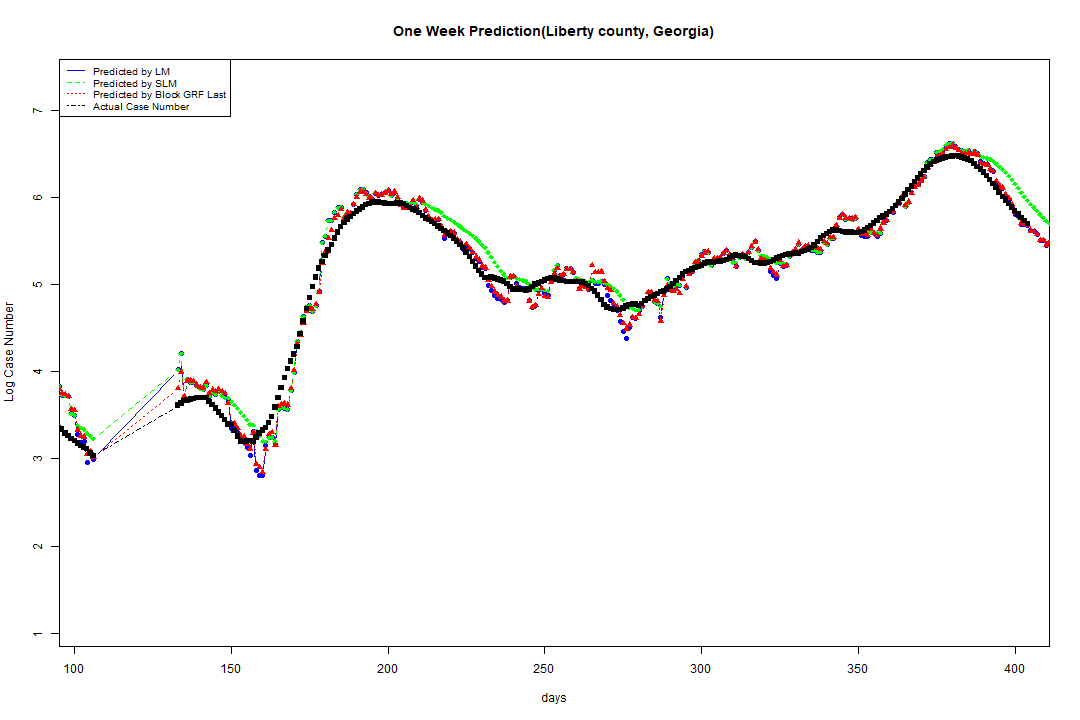 One Week Prediction(Liberty county, Georgia)
Predicted by LM
Predicted by SLM
Predicted by Block GRF Last
Actual Case Number
Log Case Number
7
6
5
4
3
2
1
100 150 200 250 300 350 400
days